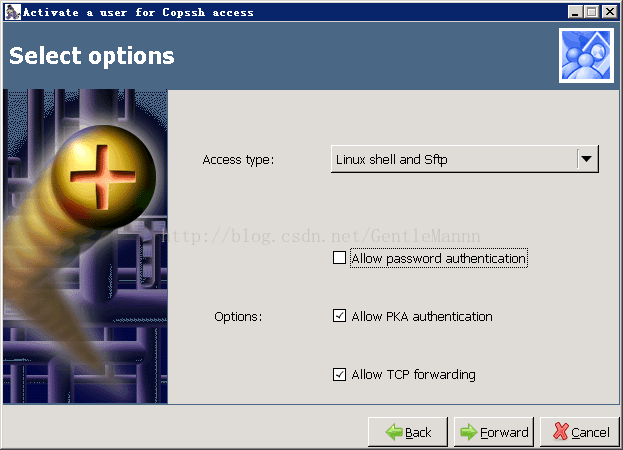 Activate a user for Copssh access
Select options
Access type:
Linux shell and Sftp
http://blog.csdn.net/GentleMannn
Allow password authentication
Options:
Allow PKA authentication
Allow TCP forwarding
Back
Forward
Cancel